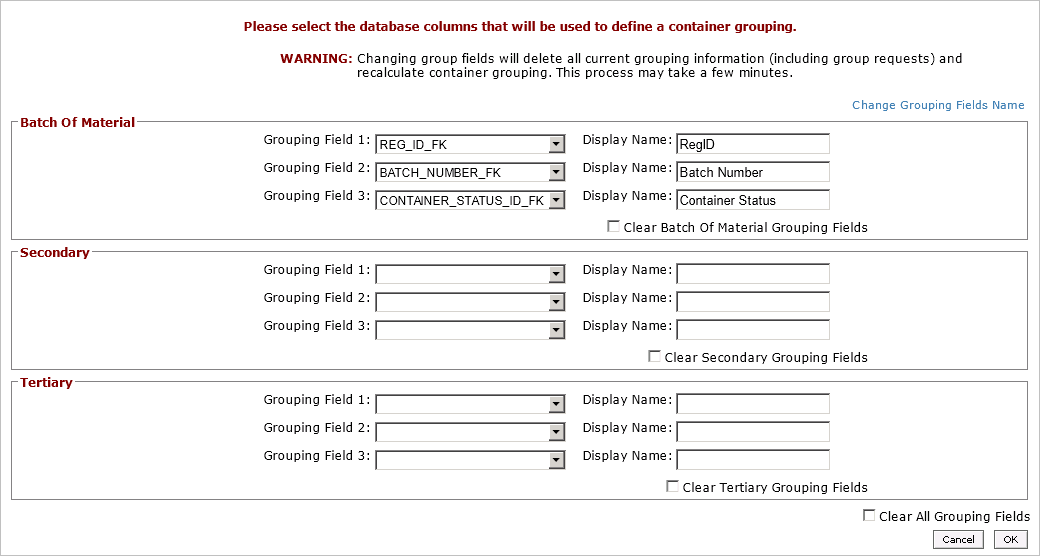 Please select the database columns that will be used to define a container grouping.
WARNING: Changing group fields will delete all current grouping information (including group requests) and
recalculate container grouping. This process may take a few minutes.
Change Grouping Fields Name
Batch Of Material
Grouping Field 1: REG_ID_FK Display Name: RegID
Grouping Field 2: BATCH_NUMBER_FK Display Name: Batch Number
Grouping Field 3: CONTAINER_STATUS_ID_FK Display Name: Container Status
Clear Batch Of Material Grouping Fields
Secondary
Grouping Field 1: Display Name:
Grouping Field 2: Display Name:
Grouping Field 3: Display Name:
Clear Secondary Grouping Fields
Tertiary
Grouping Field 1: Display Name:
Grouping Field 2: Display Name:
Grouping Field 3: Display Name:
Clear Tertiary Grouping Fields
Clear All Grouping Fields
Cancel OK